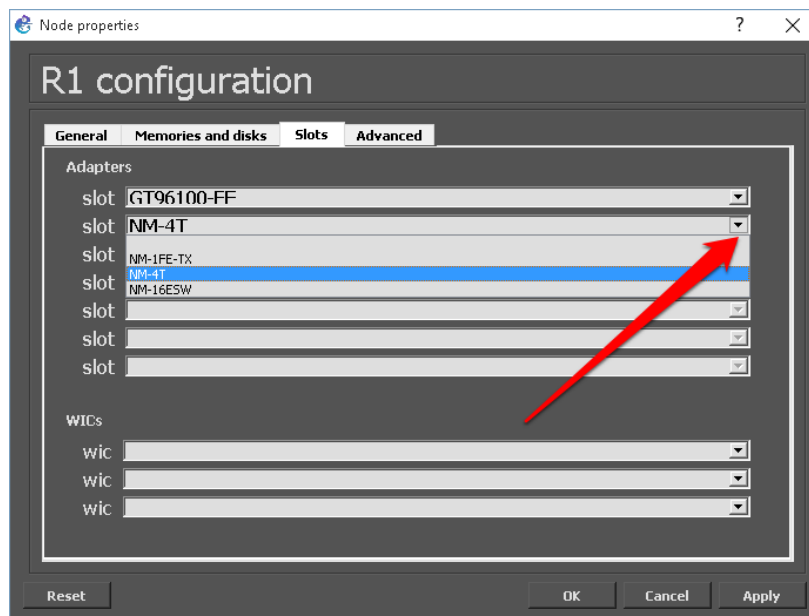 Node properties ?
R1 configuration
General Memories and disks Slots Advanced
Adapters
slot GT96100-FE
slot NM-4T
slot
NM-1FE-TX
slot NM-4T
NM-16ESW
slot
slot
slot
WICs
wic
wic
wic
Reset OK Cancel Apply